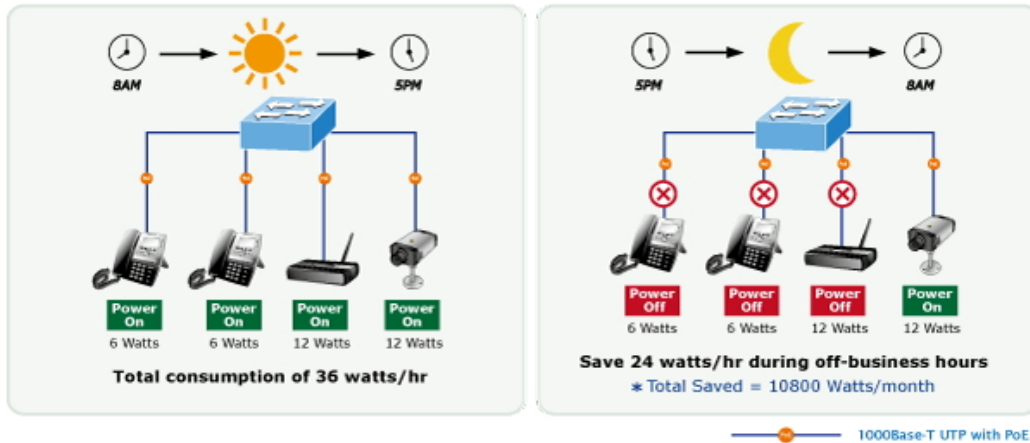 8AM
5PM
Power On
6 Watts
Power On
6 Watts
Power On
12 Watts
Power On
12 Watts
Total consumption of 36 watts/hr
5PM
8AM
Power Off
6 Watts
Power Off
6 Watts
Power Off
12 Watts
Power On
12 Watts
Save 24 watts/hr during off-business hours
* Total Saved = 10800 Watts/month
PoE 1000Base-T UTP with PoE